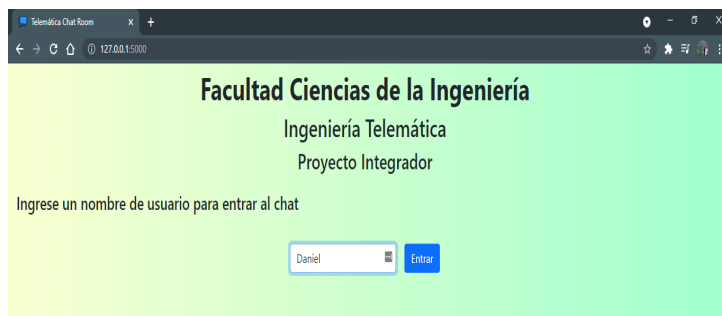 Telemática Chat Room
127.0.0.1:5000
Facultad Ciencias de la Ingeniería
Ingeniería Telemática
Proyecto Integrador
Ingrese un nombre de usuario para entrar al chat
Daniel Entrar